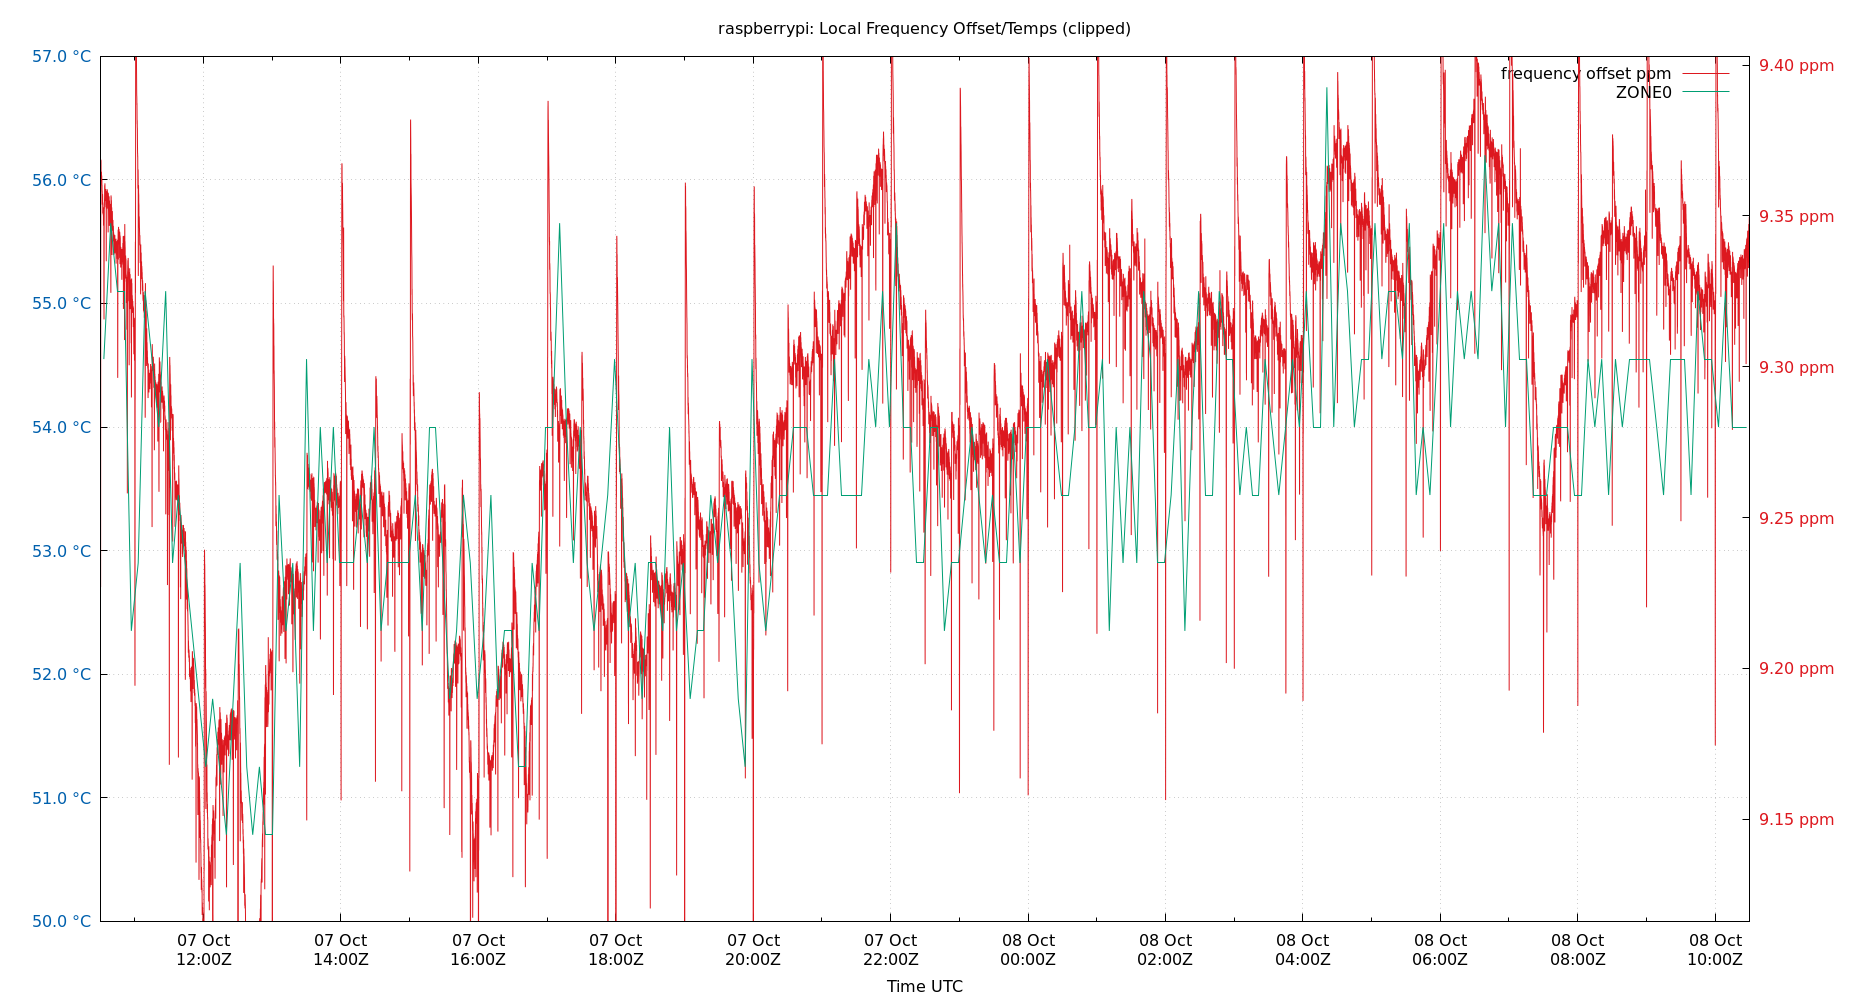 raspberrypi: Local Frequency Offset/Temps (clipped)
57.0 °C
56.0 °C
55.0 °C
54.0 °C
53.0 °C
52.0 °C
51.0 °C
50.0 °C
9.40 ppm
9.35 ppm
9.30 ppm
9.25 ppm
9.20 ppm
9.15 ppm
frequency offset ppm
ZONE0
07 Oct
12:00Z
07 Oct
14:00Z
07 Oct
16:00Z
07 Oct
18:00Z
07 Oct
20:00Z
07 Oct
22:00Z
08 Oct
00:00Z
08 Oct
02:00Z
08 Oct
04:00Z
08 Oct
06:00Z
08 Oct
08:00Z
08 Oct
10:00Z
Time UTC